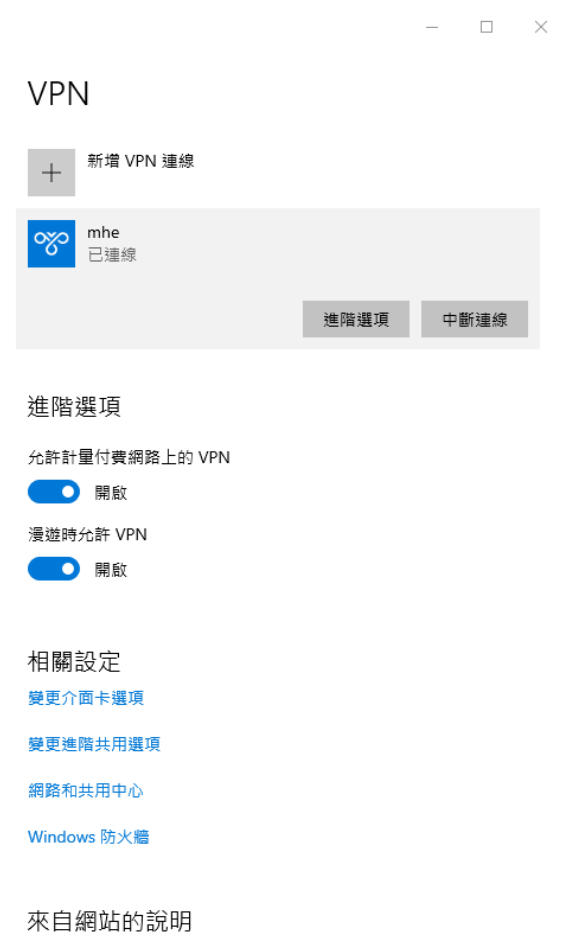 VPN
新增 VPN 連線
mhe
已連線
進階選項
中斷連線
進階選項
允許計量付費網路上的 VPN
開啟
漫遊時允許 VPN
開啟
相關設定
變更介面卡選項
變更進階共用選項
網路和共用中心
Windows 防火牆
來自網站的說明